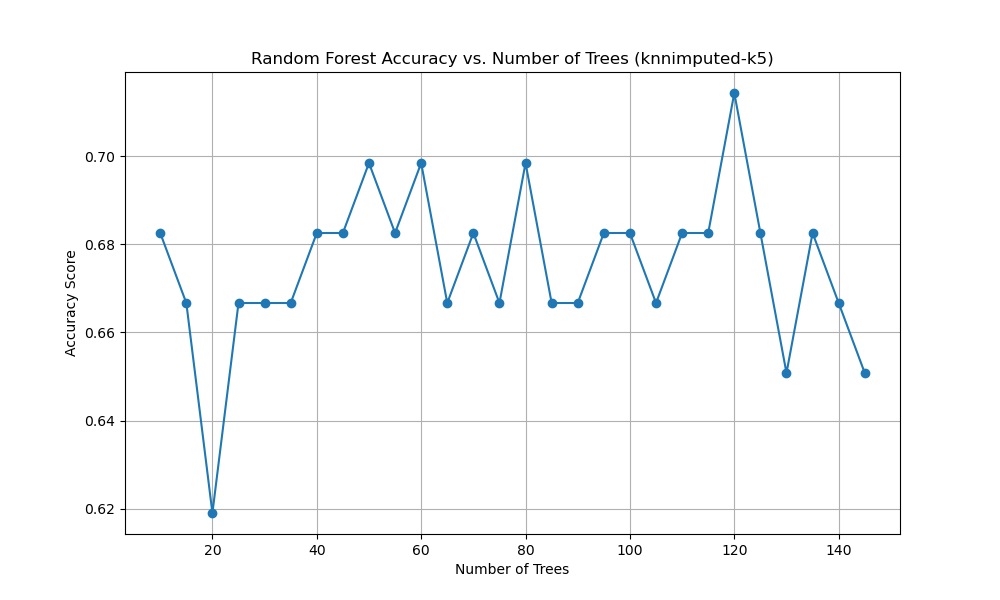 Random Forest Accuracy vs. Number of Trees (knnimputed-k5)
Accuracy Score
0.70
0.68
0.66
0.64
0.62
20 40 60 80 100 120 140
Number of Trees